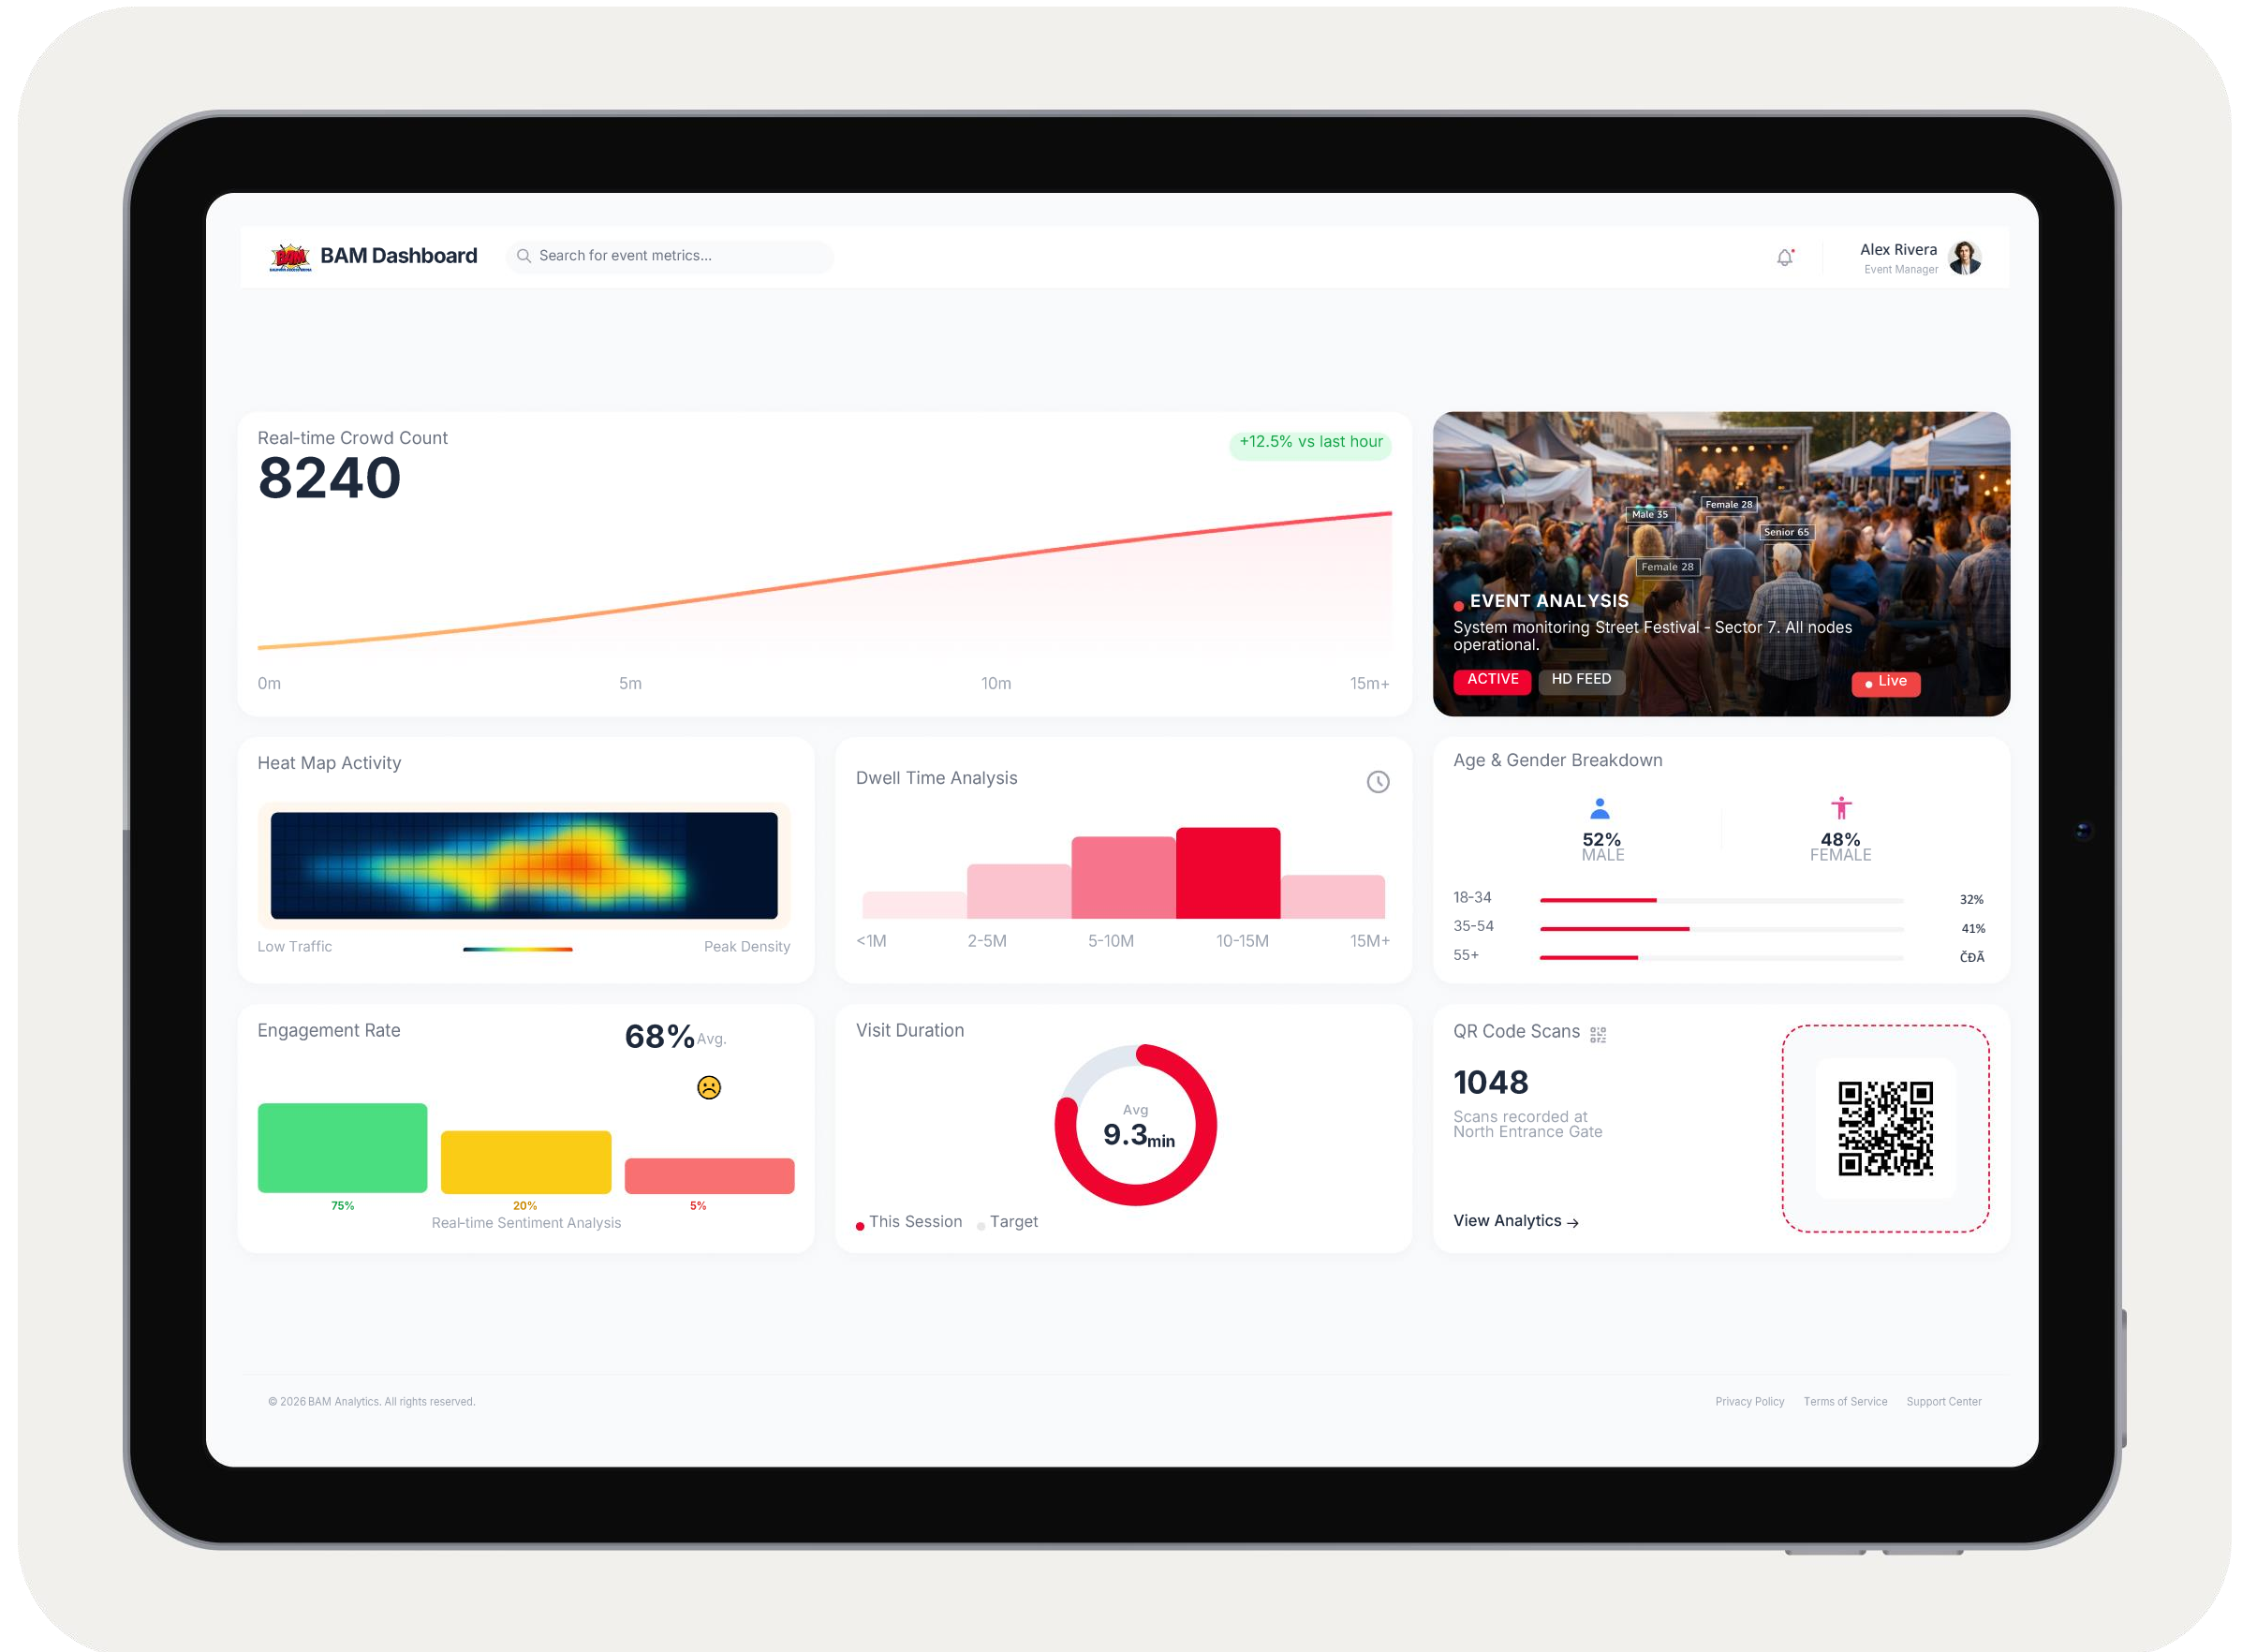 BAM
BAM Dashboard
Search for event metrics...
Alex Rivera
Event Manager
Real-time Crowd Count
8240
+12.5% vs last hour
0m 5m 10m 15m+
Male 35
Female 28
Senior 65
Female 28
EVENT ANALYSIS
System monitoring Street Festival - Sector 7. All nodes
operational.
ACTIVE HD FEED Live
Heat Map Activity
Low Traffic Peak Density
Dwell Time Analysis
<1M 2-5M 5-10M 10-15M 15M+
Age & Gender Breakdown
52% 48%
MALE FEMALE
18-34 32%
35-54 41%
55+ ČĐÃ
Engagement Rate
68% Avg.
75% 20% 5%
Real-time Sentiment Analysis
Visit Duration
Avg
9.3min
This Session Target
QR Code Scans
1048
Scans recorded at
North Entrance Gate
View Analytics →
© 2026 BAM Analytics. All rights reserved.
Privacy Policy Terms of Service Support Center